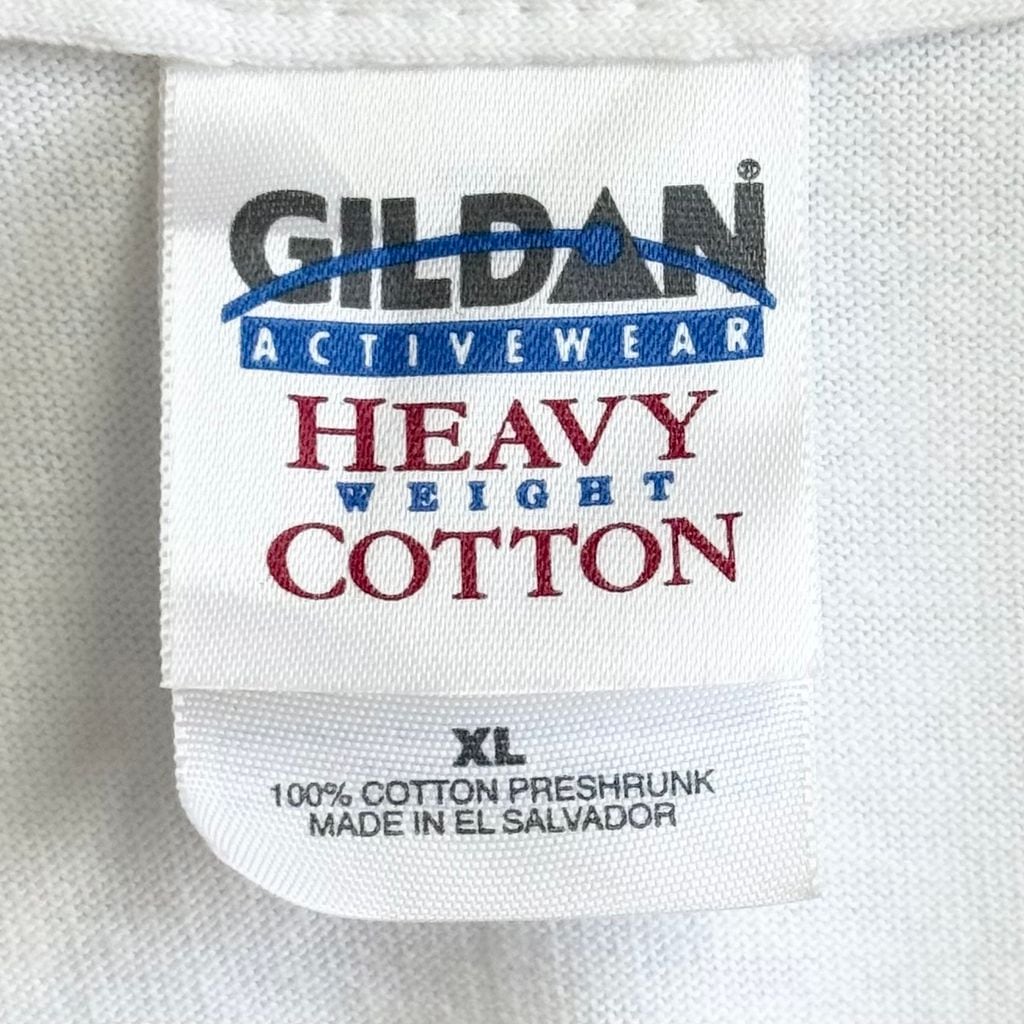 GILDAN®
ACTIVEWEAR
HEAVY
WEIGHT
COTTON
XL
100% COTTON PRESHRUNK
MADE IN EL SALVADOR